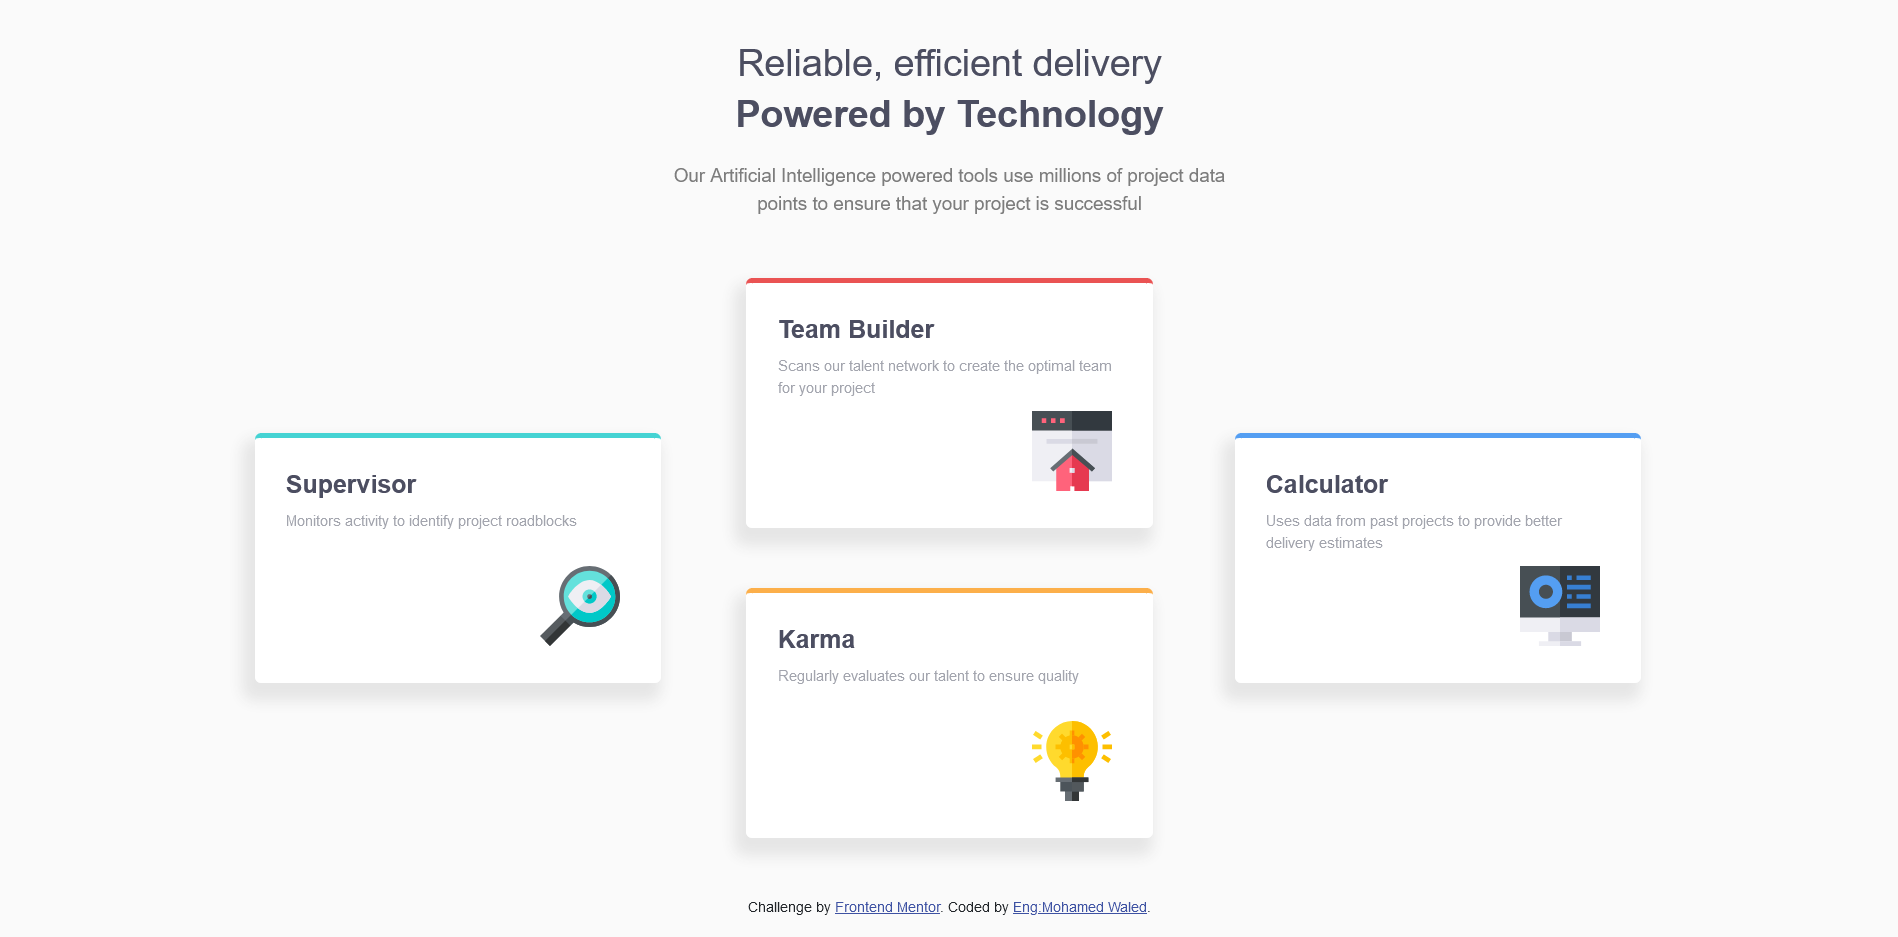 Reliable, efficient delivery
Powered by Technology
Our Artificial Intelligence powered tools use millions of project data
points to ensure that your project is successful
Team Builder
Scans our talent network to create the optimal team
for your project
Supervisor
Monitors activity to identify project roadblocks
Calculator
Uses data from past projects to provide better
delivery estimates
Karma
Regularly evaluates our talent to ensure quality
Challenge by Frontend Mentor. Coded by Eng:Mohamed Waled.